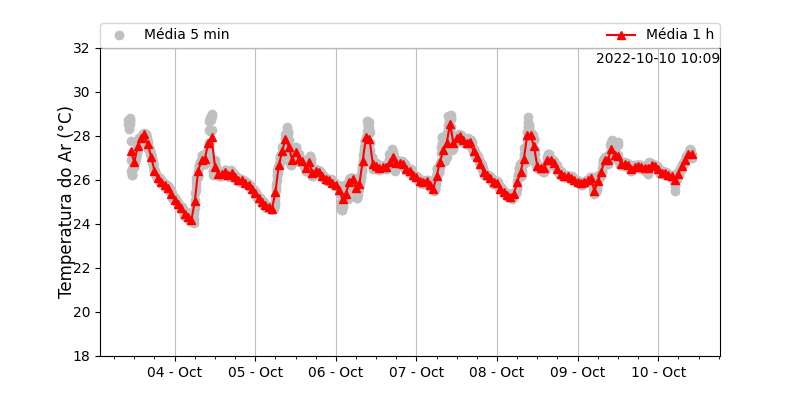 Média 5 min
Média 1 h
2022-10-10 10:09
Temperatura do Ar (°C)
32
30
28
26
24
22
20
18
04 - Oct
05 - Oct
06 - Oct
07 - Oct
08 - Oct
09 - Oct
10 - Oct